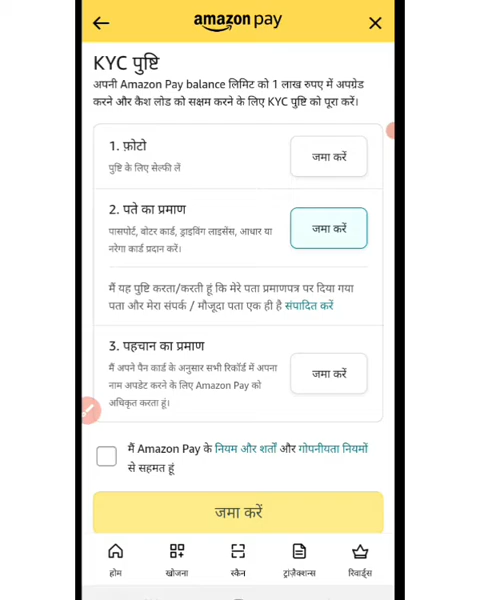 amazon pay
KYC पुष्टि
अपनी Amazon Pay balance लिमिट को 1 लाख रुपए में अपग्रेड
करने और कैश लोड को सक्षम करने के लिए KYC पुष्टि को पूरा करें।
1. फ़ोटो
पुष्टि के लिए सेल्फी लें
जमा करें
2. पते का प्रमाण
पासपोर्ट, वोटर कार्ड, ड्राइविंग लाइसेंस, आधार या
नरेगा कार्ड प्रदान करें।
जमा करें
मैं यह पुष्टि करता/करती हूं कि मेरे पता प्रमाणपत्र पर दिया गया
पता और मेरा संपर्क / मौजूदा पता एक ही है संपादित करें
3. पहचान का प्रमाण
मैं अपने पैन कार्ड के अनुसार सभी रिकॉर्ड में अपना
नाम अपडेट करने के लिए Amazon Pay को
अधिकृत करता हूं।
जमा करें
मैं Amazon Pay के नियम और शर्तों और गोपनीयता नियमों
से सहमत हूं
जमा करें
होम
खोजना
स्कैन
ट्रांज़ैक्शन्स
रिवार्ड्स